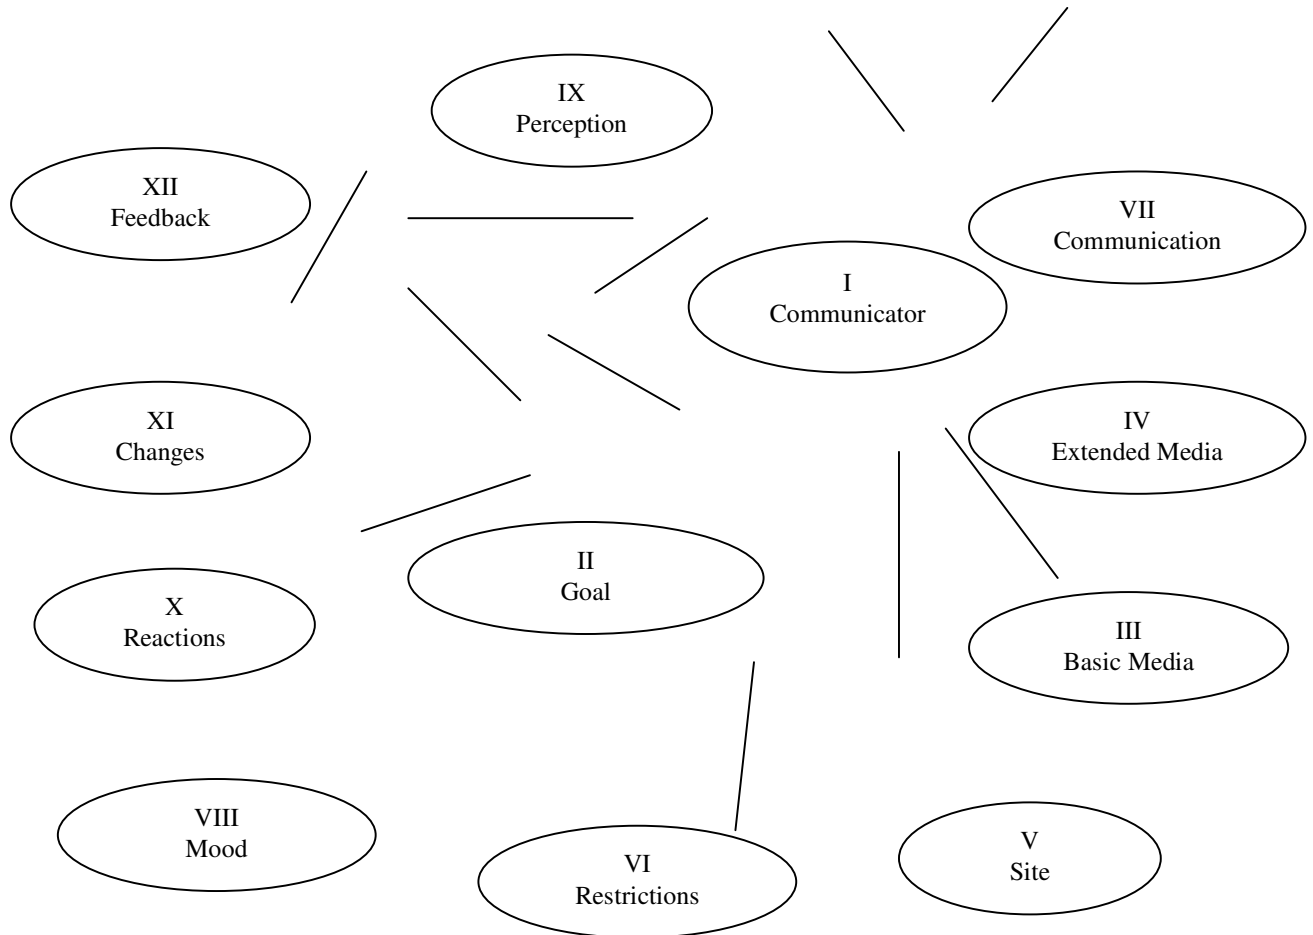 IX
Perception
XII
Feedback
VII
Communication
I
Communicator
XI
Changes
IV
Extended Media
II
Goal
X
Reactions
III
Basic Media
VIII
Mood
VI
Restrictions
V
Site